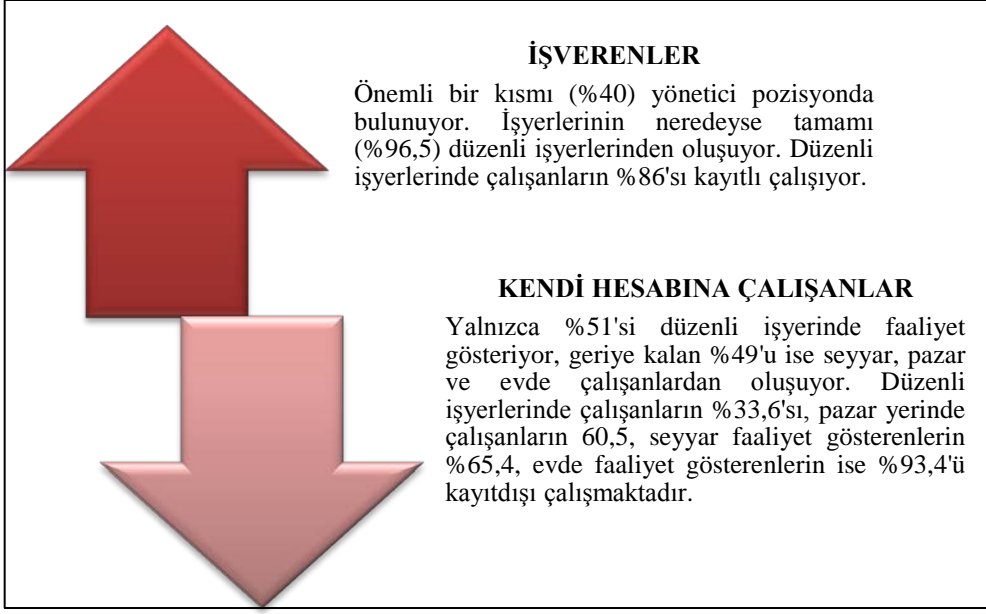 İŞVERENLER
Önemli bir kısmı (%40) yönetici pozisyonda
bulunuyor. İşyerlerinin neredeyse tamamı
(%96,5) düzenli işyerlerinden oluşuyor. Düzenli
işyerlerinde çalışanların %86'sı kayıtlı çalışıyor.
KENDİ HESABINA ÇALIŞANLAR
Yalnızca %51'si düzenli işyerinde faaliyet
gösteriyor, geriye kalan %49'u ise seyyar, pazar
ve evde çalışanlardan oluşuyor. Düzenli
işyerlerinde çalışanların %33,6'sı, pazar yerinde
çalışanların 60,5, seyyar faaliyet gösterenlerin
%65,4, evde faaliyet gösterenlerin ise %93,4'ü
kayıtdışı çalışmaktadır.